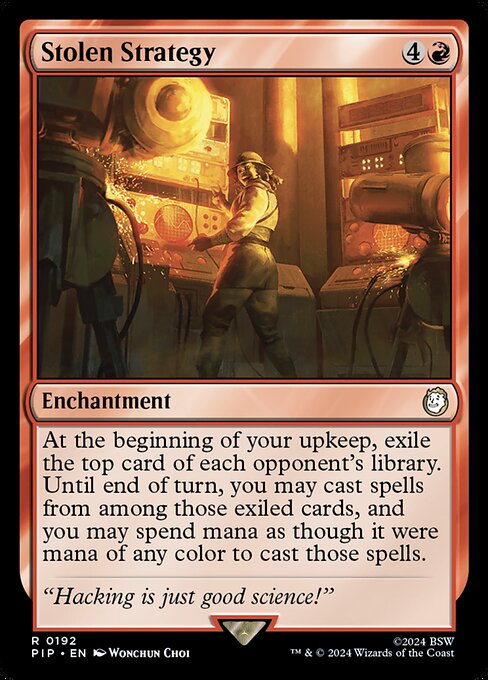 Stolen Strategy 4
Enchantment
At the beginning of your upkeep, exile
the top card of each opponent's library.
Until end of turn, you may cast spells
from among those exiled cards, and
you may spend mana as though it were
mana of any color to cast those spells.
“Hacking is just good science!”
R 0192
PIP • EN Wonchun Choi
©2024 BSW
™ & © 2024 Wizards of the Coast